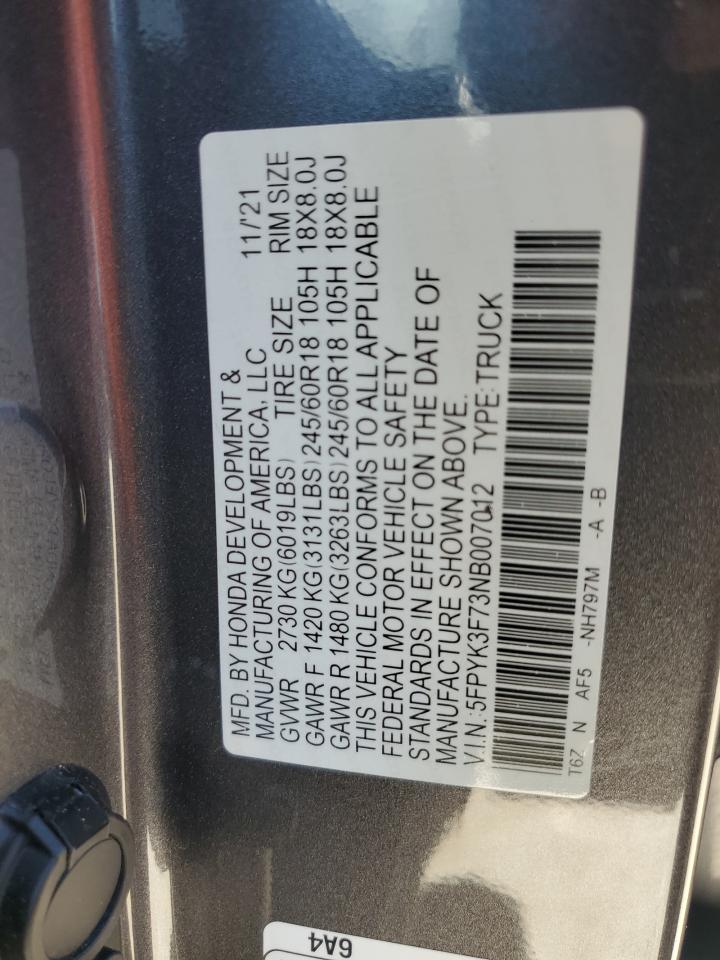 MFD. BY HONDA DEVELOPMENT &
MANUFACTURING OF AMERICA, LLC 11/'21
GVWR 2730 KG(6019LBS) TIRE SIZE RIM SIZE
GAWR F 1420 KG(3131LBS) 245/60R18 105H 18X8.0J
GAWR R 1480 KG(3263LBS) 245/60R18 105H 18X8.0J
THIS VEHICLE CONFORMS TO ALL APPLICABLE
FEDERAL MOTOR VEHICLE SAFETY
STANDARDS IN EFFECT ON THE DATE OF
MANUFACTURE SHOWN ABOVE.
V.I.N.:5FPYK3F73NB007012 TYPE:TRUCK
T6Z N AF5 -NH797M -A -B
6A4